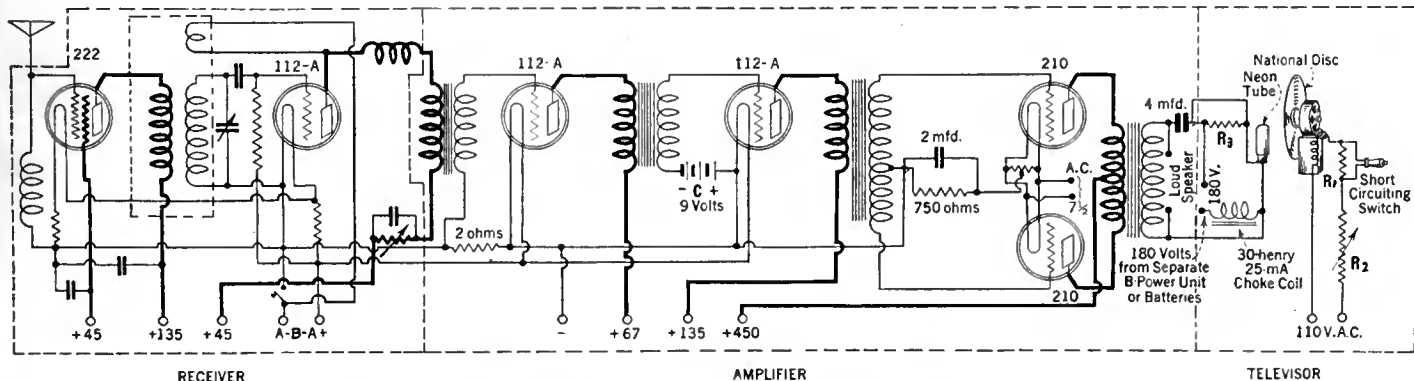 222
112-A
112-A
112-A
210
National Disc
Neon
Tube
4 mfd.
R3
Loud
Speaker
180 V.
2 mfd.
- C +
9 Volts
750 ohms
A.C.
7½
R1
Short
Circuiting
Switch
2 ohms
R2
180 Volts
from Separate
B-Power Unit
or Batteries
30-henry
25-mA
Choke Coil
210
+45
+135
+45
A-B-A+
-
+67
+135
+450
110 V. A.C.
RECEIVER
AMPLIFIER
TELEVISOR